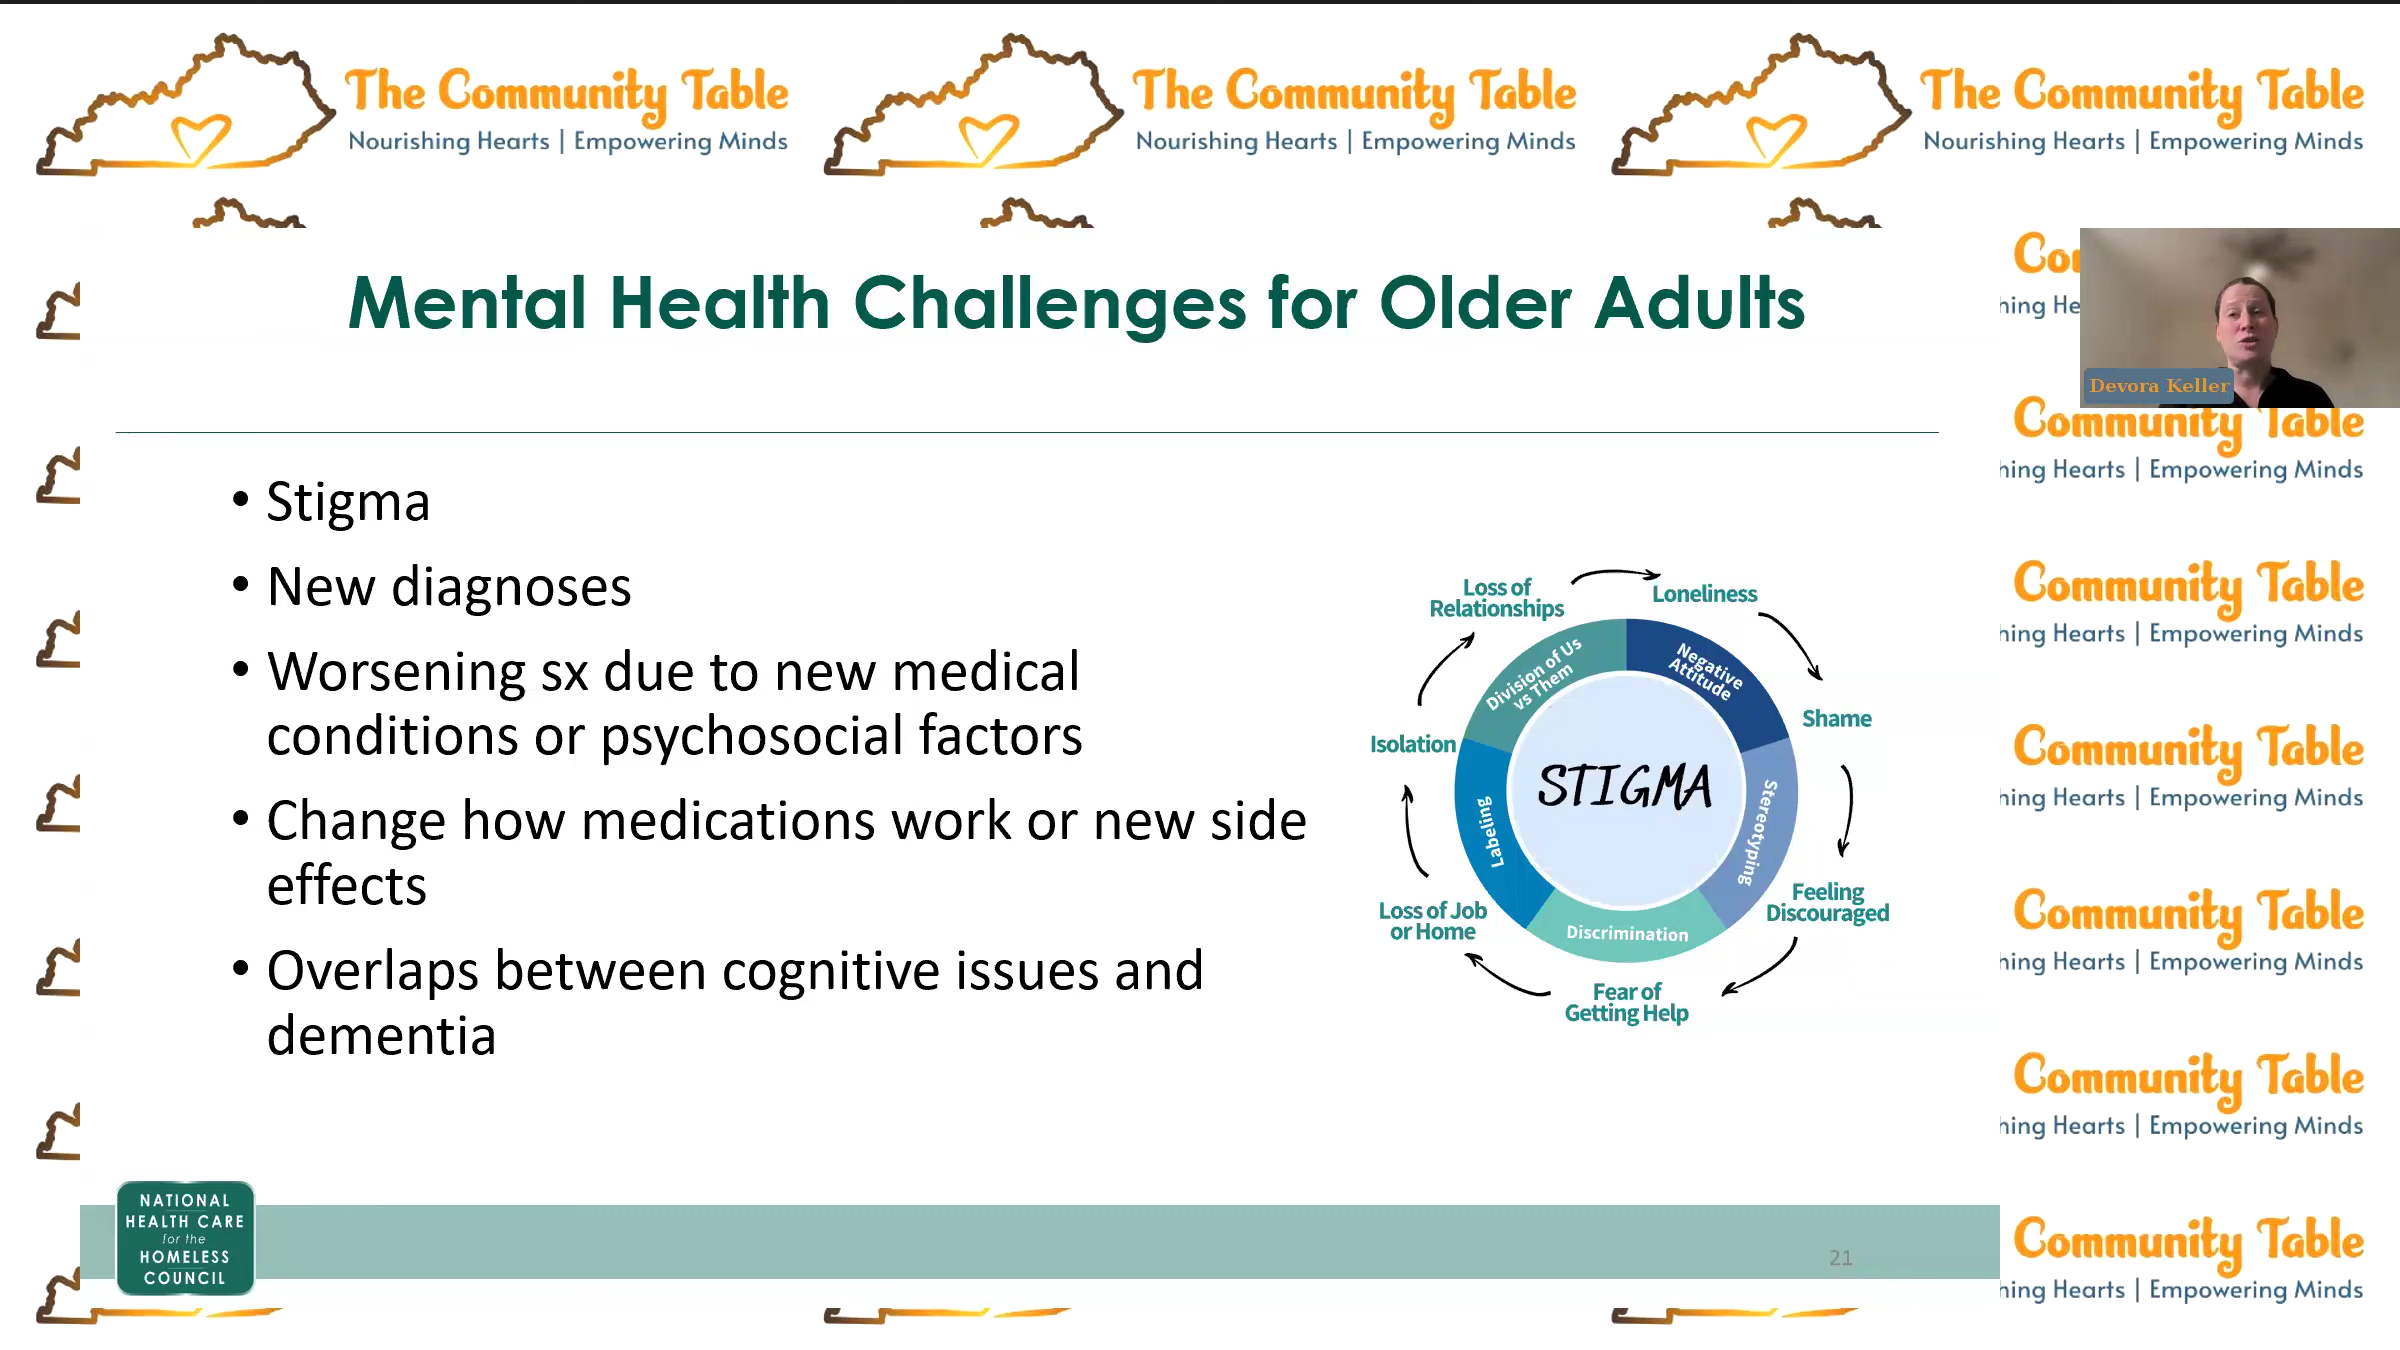 The Community Table
Nourishing Hearts | Empowering Minds
The Community Table
Nourishing Hearts | Empowering Minds
The Community Table
Nourishing Hearts | Empowering Minds
Mental Health Challenges for Older Adults
Devora Keller
• Stigma
• New diagnoses
• Worsening sx due to new medical
conditions or psychosocial factors
• Change how medications work or new side
effects
• Overlaps between cognitive issues and
dementia
Loss of
Relationships
Loneliness
Shame
Feeling
Discouraged
Fear of
Getting Help
Loss of Job
or Home
Isolation
Division of Us
vs Them
Negative
Attitude
Stereotyping
Discrimination
Labeling
STIGMA
Community Table
Hearts | Empowering Minds
Community Table
Hearts | Empowering Minds
Community Table
Hearts | Empowering Minds
Community Table
Hearts | Empowering Minds
Community Table
Hearts | Empowering Minds
Community Table
Hearts | Empowering Minds
NATIONAL
HEALTH CARE
for the
HOMELESS
COUNCIL
21